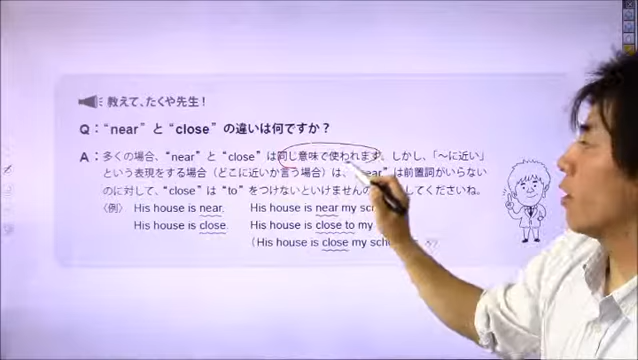 教えて、たくや先生!
Q:“near” と “close” の違いは何ですか?
A:多くの場合、“near” と “close” は同じ意味で使われます。しかし、「〜に近い」
という表現をする場合(どこに近いか言う場合)は、 “near” は前置詞がいらない
のに対して、“close” は “to” をつけないといけませんの してくださいね。
〈例〉 His house is near. His house is near my
His house is close. His house is close to my
(His house is close my